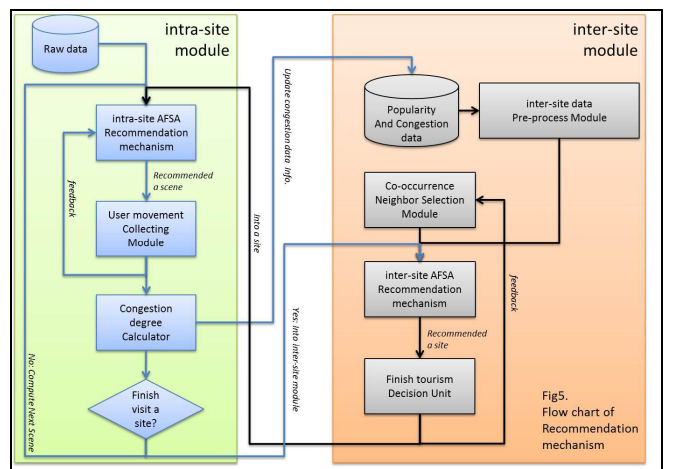 intra-site
module
Raw data
intra-site AFSA
Recommendation
mechanism
Recommended
a scene
feedback
User movement
Collecting
Module
Congestion
degree
Calculator
Finish
visit a
site?
No: Compute Next Scene
Update congestion data Info.
Into a site
Yes: Into inter-site module
inter-site
module
Popularity
And Congestion
data
inter-site data
Pre-process Module
Co-occurrence
Neighbor Selection
Module
inter-site AFSA
Recommendation
mechanism
feedback
Recommended
a site
Finish tourism
Decision Unit
Fig5.
Flow chart of
Recommendation
mechanism